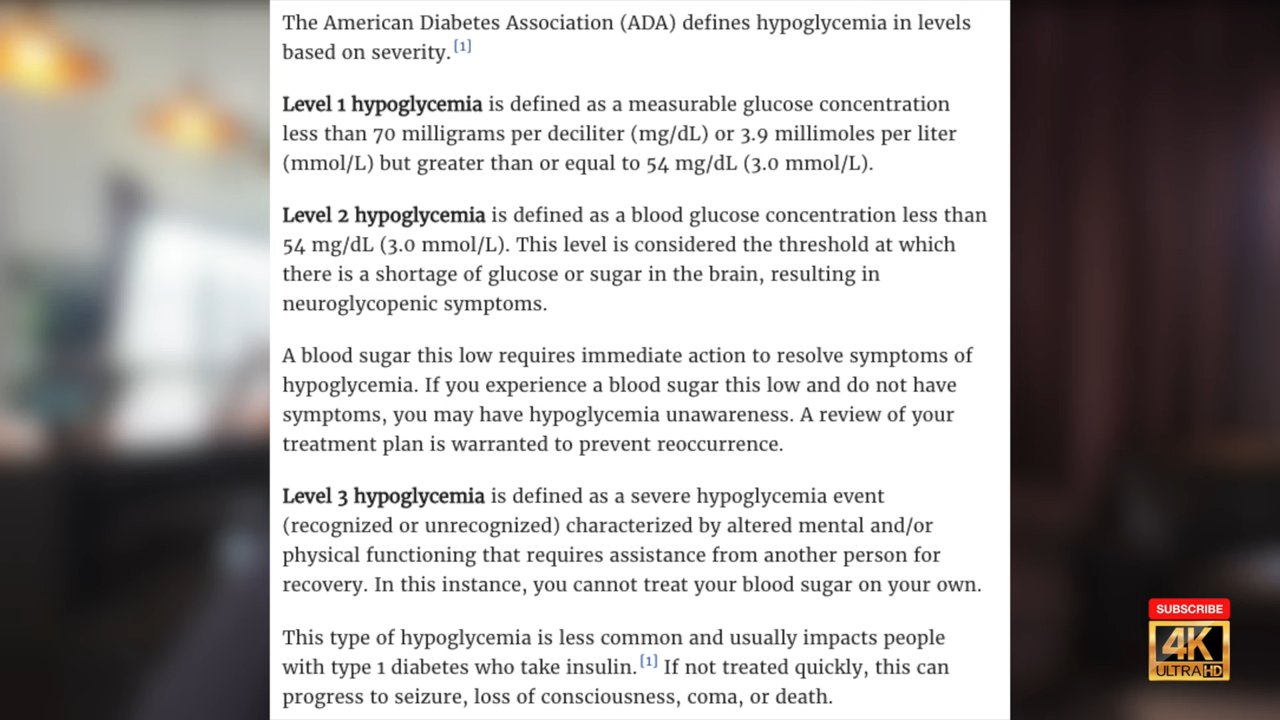 The American Diabetes Association (ADA) defines hypoglycemia in levels
based on severity. [1]
Level 1 hypoglycemia is defined as a measurable glucose concentration
less than 70 milligrams per deciliter (mg/dL) or 3.9 millimoles per liter
(mmol/L) but greater than or equal to 54 mg/dL (3.0 mmol/L).
Level 2 hypoglycemia is defined as a blood glucose concentration less than
54 mg/dL (3.0 mmol/L). This level is considered the threshold at which
there is a shortage of glucose or sugar in the brain, resulting in
neuroglycopenic symptoms.
A blood sugar this low requires immediate action to resolve symptoms of
hypoglycemia. If you experience a blood sugar this low and do not have
symptoms, you may have hypoglycemia unawareness. A review of your
treatment plan is warranted to prevent reoccurrence.
Level 3 hypoglycemia is defined as a severe hypoglycemia event
(recognized or unrecognized) characterized by altered mental and/or
physical functioning that requires assistance from another person for
recovery. In this instance, you cannot treat your blood sugar on your own.
This type of hypoglycemia is less common and usually impacts people
with type 1 diabetes who take insulin. [1] If not treated quickly, this can
progress to seizure, loss of consciousness, coma, or death.
SUBSCRIBE
4K
ULTRA HD